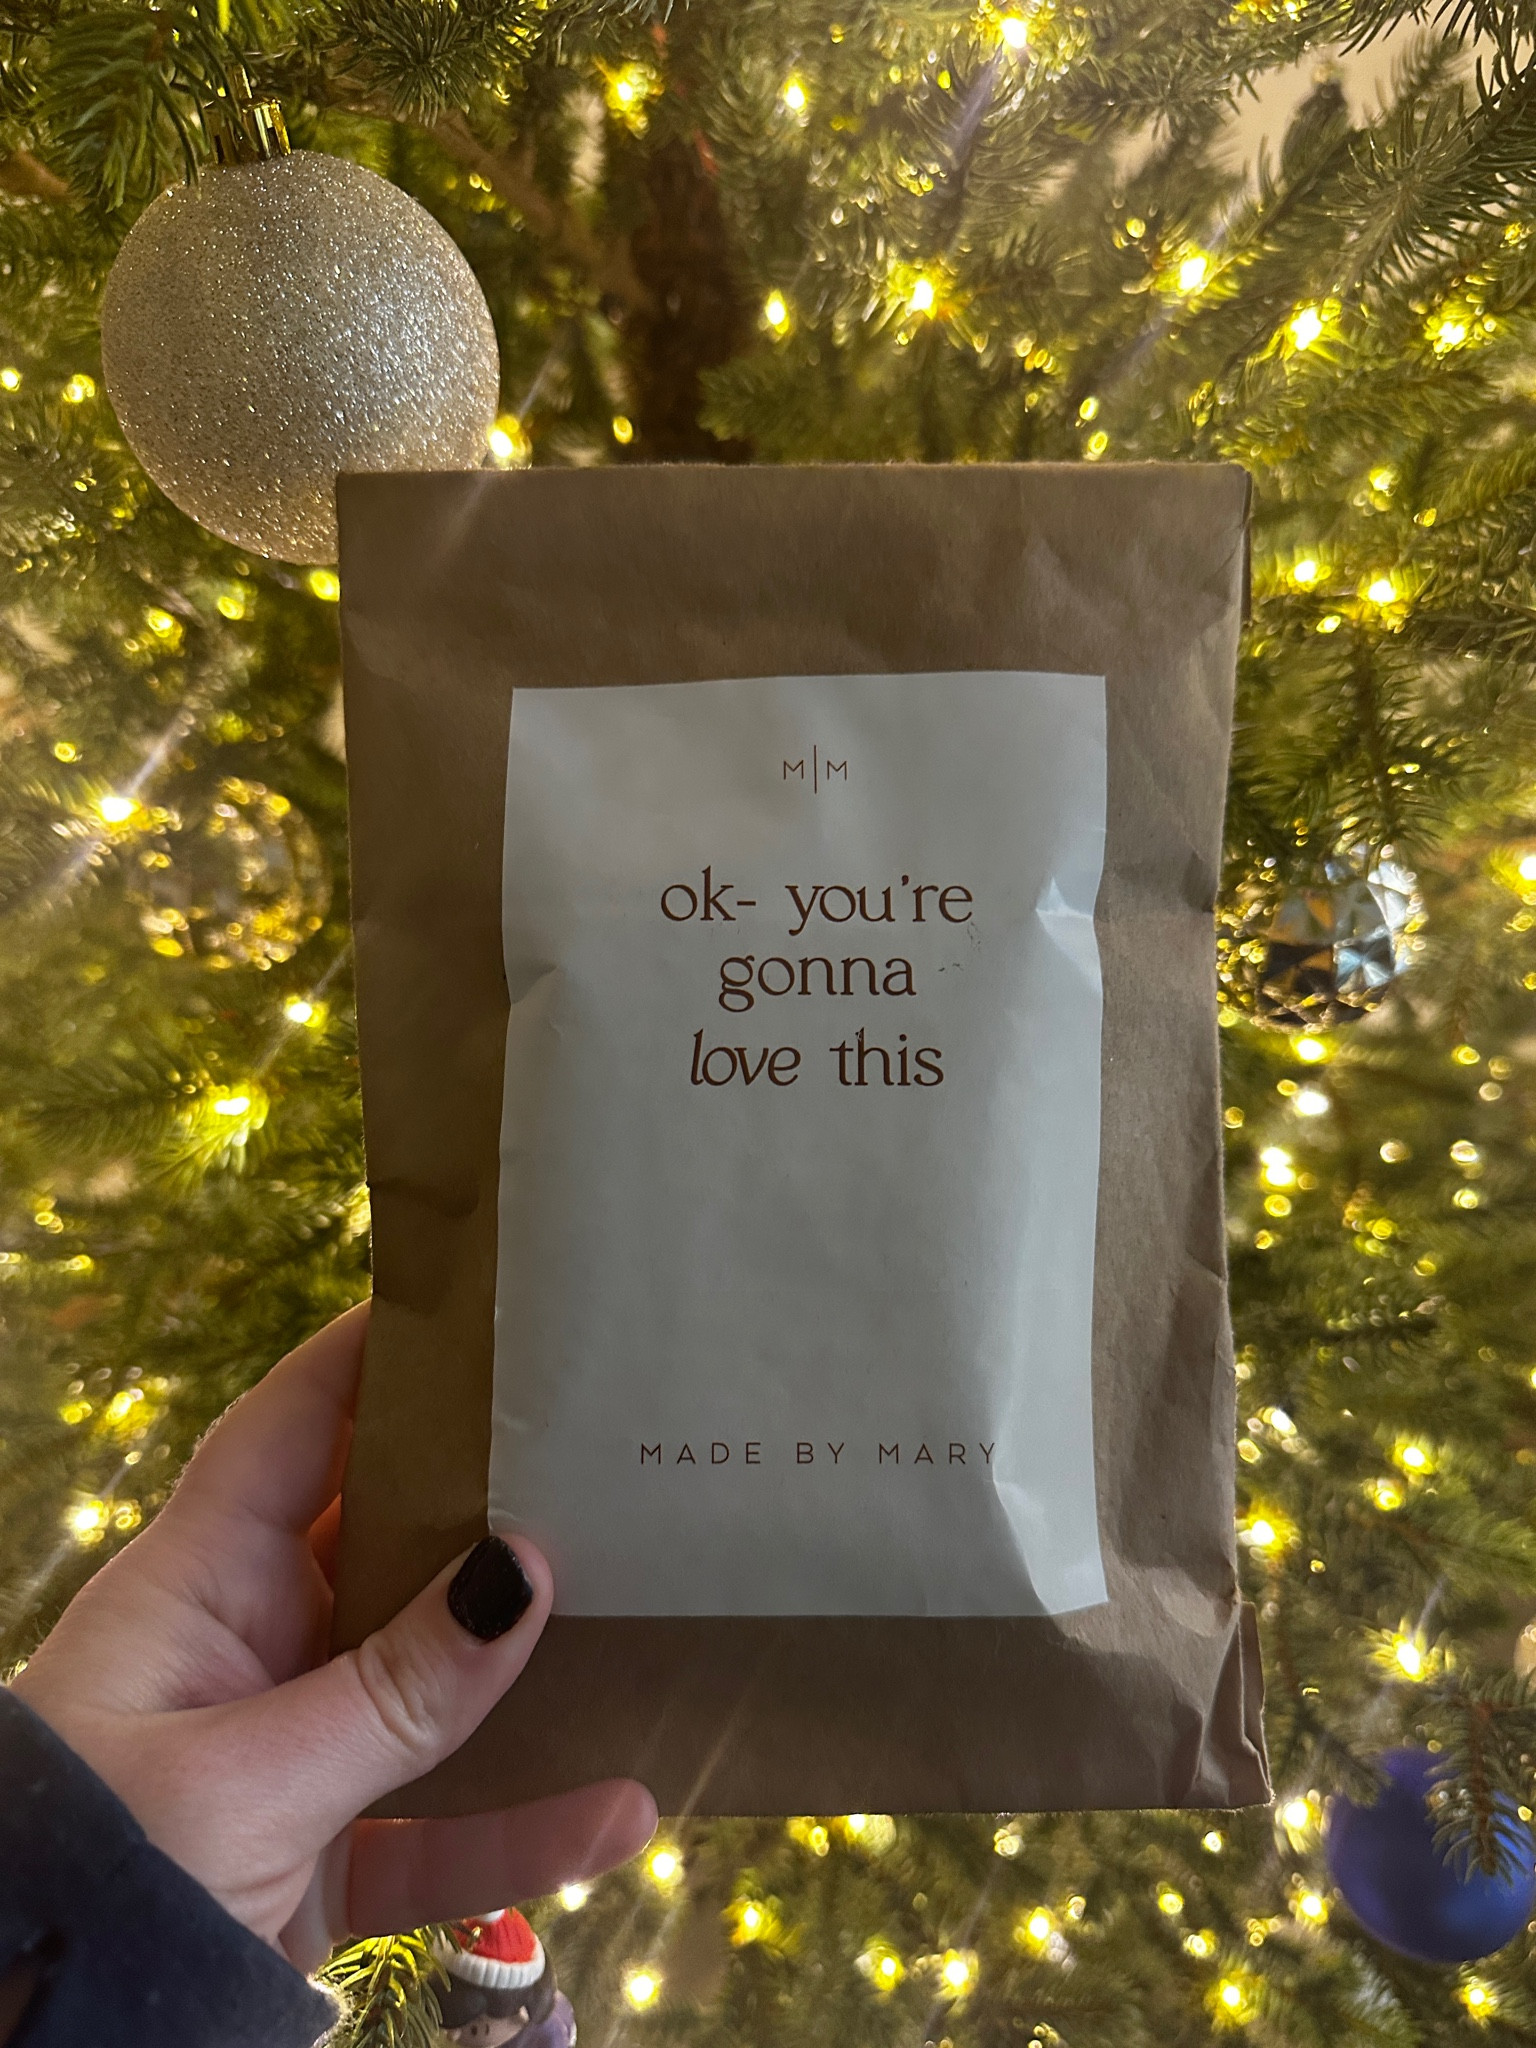 M|M
ok- you're
gonna
love this
MADE BY MARY